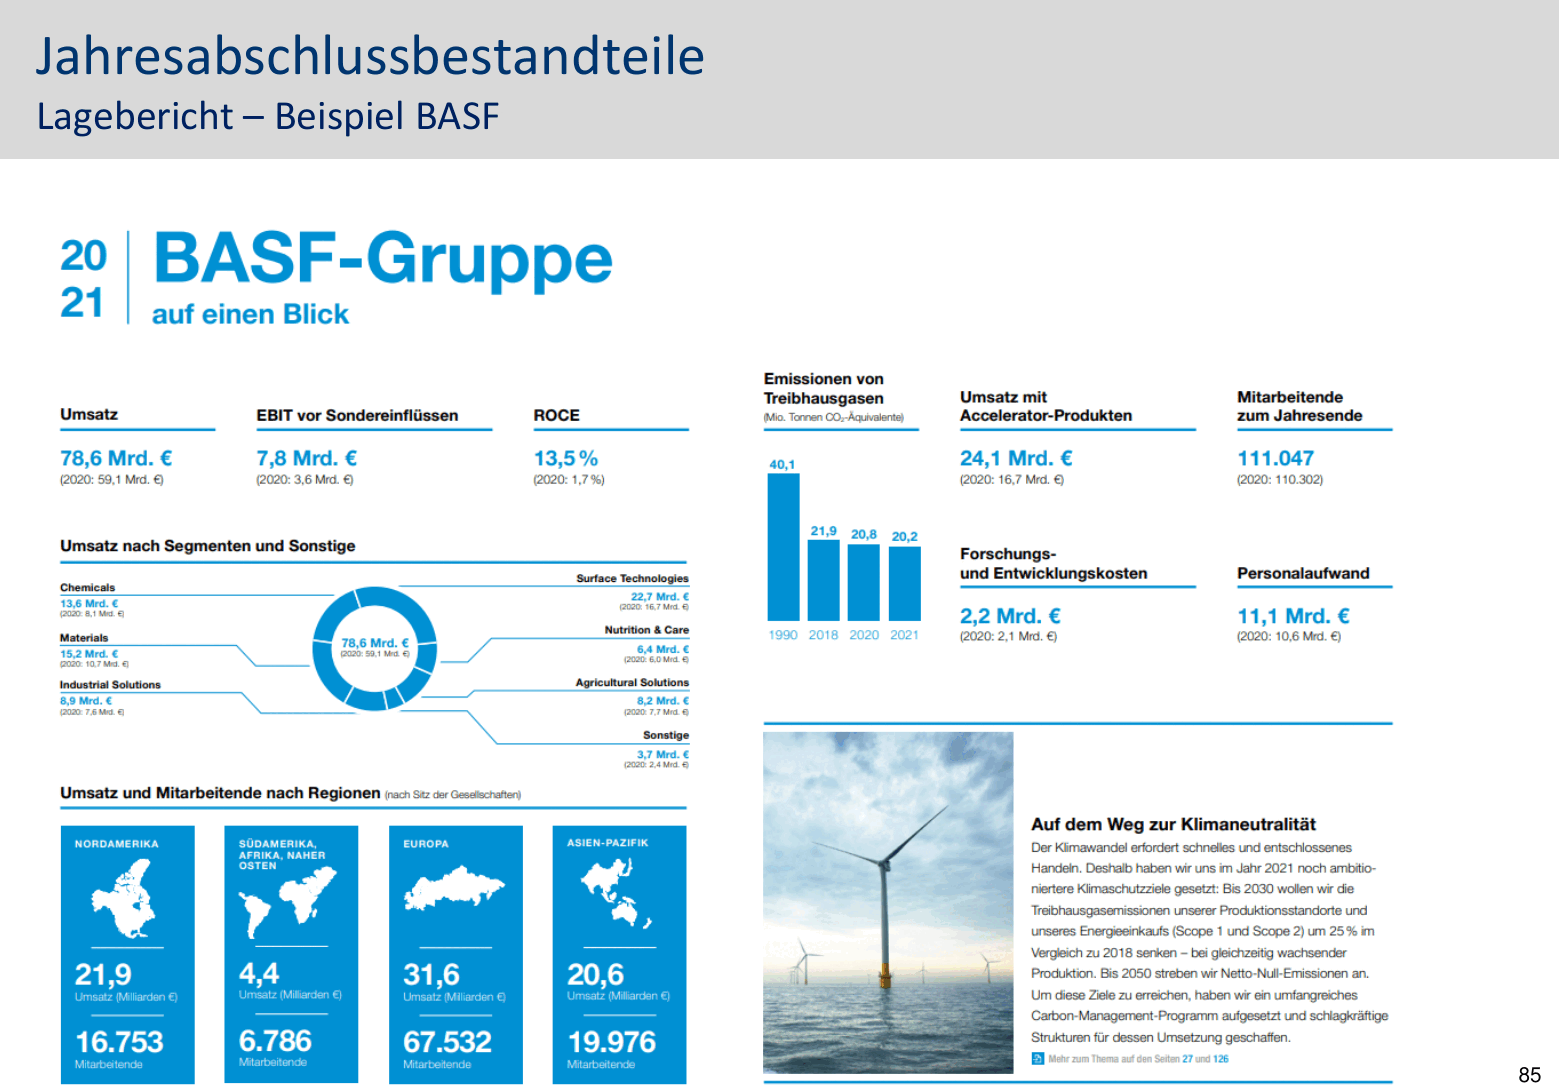 Jahresabschlussbestandteile
Lagebericht – Beispiel BASF
20
21
BASF-Gruppe
auf einen Blick
Umsatz
78,6 Mrd. €
(2020: 59,1 Mrd. €)
EBIT vor Sondereinflüssen
7,8 Mrd. €
(2020: 3,6 Mrd. €)
ROCE
13,5 %
(2020: 1,7 %)
Umsatz nach Segmenten und Sonstige
Chemicals
13,6 Mrd. €
(2020: 8,1 Mrd. €)
Materials
15,2 Mrd. €
(2020: 10,7 Mrd. €)
Industrial Solutions
8,9 Mrd. €
(2020: 7,6 Mrd. €)
78,6 Mrd. €
(2020: 59,1 Mrd. €)
Surface Technologies
22,7 Mrd. €
(2020: 16,7 Mrd. €)
Nutrition & Care
6,4 Mrd. €
(2020: 6,0 Mrd. €)
Agricultural Solutions
8,2 Mrd. €
(2020: 7,7 Mrd. €)
Sonstige
3,7 Mrd. €
(2020: 2,4 Mrd. €)
Umsatz und Mitarbeitende nach Regionen (nach Sitz der Gesellschaften)
NORDAMERIKA
21,9
Umsatz (Milliarden €)
16.753
Mitarbeitende
SÜDAMERIKA,
AFRIKA, NAHER
OSTEN
4,4
Umsatz (Milliarden €)
6.786
Mitarbeitende
EUROPA
31,6
Umsatz (Milliarden €)
67.532
Mitarbeitende
ASIEN-PAZIFIK
20,6
Umsatz (Milliarden €)
19.976
Mitarbeitende
Emissionen von
Treibhausgasen
(Mio. Tonnen CO₂-Äquivalente)
40,1
21,9
20,8
20,2
1990 2018 2020 2021
Umsatz mit
Accelerator-Produkten
24,1 Mrd. €
(2020: 16,7 Mrd. €)
Mitarbeitende
zum Jahresende
111.047
(2020: 110.302)
Forschungs-
und Entwicklungskosten
2,2 Mrd. €
(2020: 2,1 Mrd. €)
Personalaufwand
11,1 Mrd. €
(2020: 10,6 Mrd. €)
Auf dem Weg zur Klimaneutralität
Der Klimawandel erfordert schnelles und entschlossenes
Handeln. Deshalb haben wir uns im Jahr 2021 noch ambitio-
niertere Klimaschutzziele gesetzt: Bis 2030 wollen wir die
Treibhausgasemissionen unserer Produktionsstandorte und
unseres Energieeinkaufs (Scope 1 und Scope 2) um 25 % im
Vergleich zu 2018 senken – bei gleichzeitig wachsender
Produktion. Bis 2050 streben wir Netto-Null-Emissionen an.
Um diese Ziele zu erreichen, haben wir ein umfangreiches
Carbon-Management-Programm aufgesetzt und schlagkräftige
Strukturen für dessen Umsetzung geschaffen.
Mehr zum Thema auf den Seiten 27 und 126
85